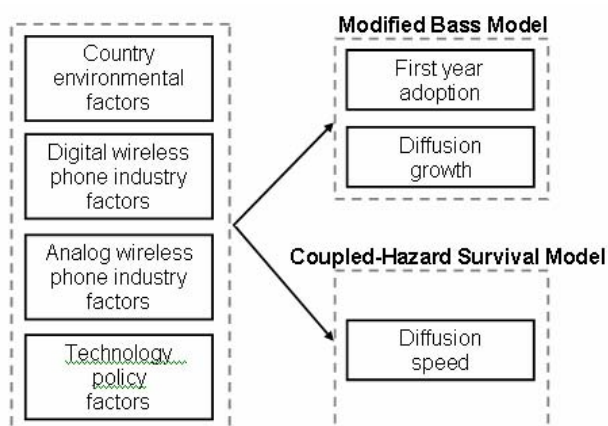 Country
environmental
factors
Digital wireless
phone industry
factors
Analog wireless
phone industry
factors
Technology
policy
factors
Modified Bass Model
First year
adoption
Diffusion
growth
Coupled-Hazard Survival Model
Diffusion
speed